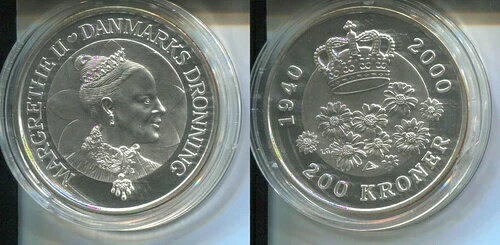 MARGRETHE II ♡ DANMARKS DRONNING
1940
2000
200 KRONER